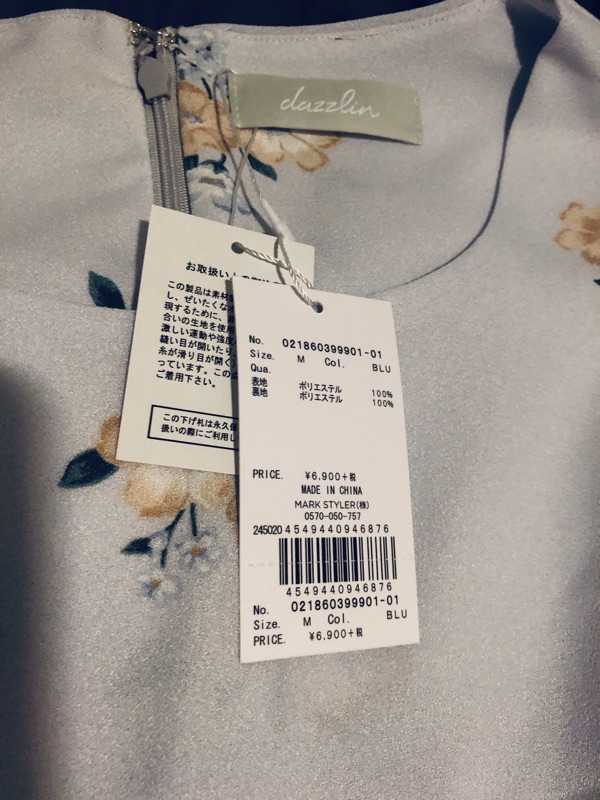 dazzlin
お取扱い上の
この製品は素材
し、ぜいたくな
現するために、
合いの生地を使用
激しい運動や強度
縫い目が開いたり、
糸が滑り目が開く
っています。この
ご着用下さい。
この下げ札は永久保
扱いの際にご利用し
No. 021860399901-01
Size. M Col. BLU
Qua.
表地 ポリエステル 100%
裏地 ポリエステル 100%
PRICE. ¥6,900+税
MADE IN CHINA
MARK STYLER(株)
0570-050-757
245020 4549440946876
4549440946876
No. 021860399901-01
Size. M Col. BLU
PRICE. ¥6,900+税